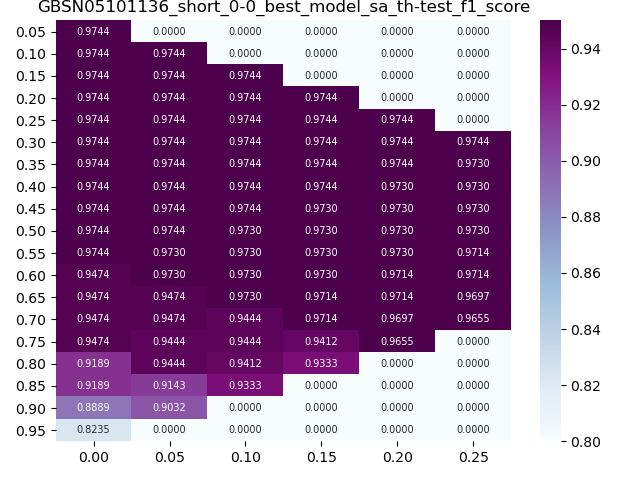 GBSN05101136_short_0-0_best_model_sa_th-test_f1_score
0.05 0.9744 0.0000 0.0000 0.0000 0.0000 0.0000
0.10 0.9744 0.9744 0.0000 0.0000 0.0000 0.0000
0.15 0.9744 0.9744 0.9744 0.0000 0.0000 0.0000
0.20 0.9744 0.9744 0.9744 0.9744 0.0000 0.0000
0.25 0.9744 0.9744 0.9744 0.9744 0.9744 0.0000
0.30 0.9744 0.9744 0.9744 0.9744 0.9744 0.9744
0.35 0.9744 0.9744 0.9744 0.9744 0.9744 0.9730
0.40 0.9744 0.9744 0.9744 0.9744 0.9730 0.9730
0.45 0.9744 0.9744 0.9744 0.9730 0.9730 0.9730
0.50 0.9744 0.9744 0.9730 0.9730 0.9730 0.9730
0.55 0.9744 0.9730 0.9730 0.9730 0.9730 0.9714
0.60 0.9474 0.9730 0.9730 0.9730 0.9714 0.9714
0.65 0.9474 0.9474 0.9730 0.9714 0.9714 0.9697
0.70 0.9474 0.9474 0.9444 0.9714 0.9697 0.9655
0.75 0.9474 0.9444 0.9444 0.9412 0.9655 0.0000
0.80 0.9189 0.9444 0.9412 0.9333 0.0000 0.0000
0.85 0.9189 0.9143 0.9333 0.0000 0.0000 0.0000
0.90 0.8889 0.9032 0.0000 0.0000 0.0000 0.0000
0.95 0.8235 0.0000 0.0000 0.0000 0.0000 0.0000
0.00 0.05 0.10 0.15 0.20 0.25
0.94
0.92
0.90
0.88
0.86
0.84
0.82
0.80